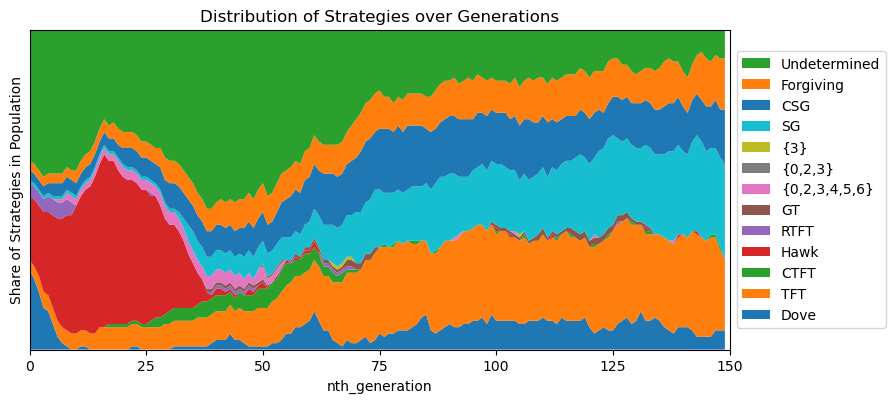 Distribution of Strategies over Generations
Share of Strategies in Population
Undetermined
Forgiving
CSG
SG
{3}
{0,2,3}
{0,2,3,4,5,6}
GT
RTFT
Hawk
CTFT
TFT
Dove
0 25 50 75 100 125 150
nth_generation